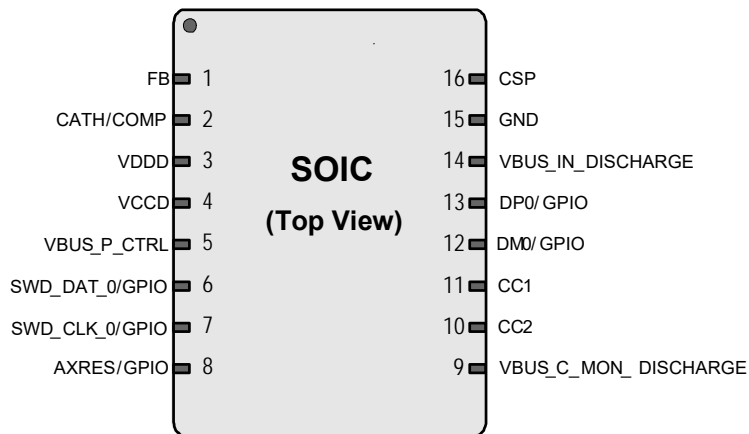 FB 1 16 CSP
CATH/COMP 2 15 GND
VDDD 3 14 VBUS_IN_DISCHARGE
SOIC
VCCD 4 13 DP0/ GPIO
(Top View)
VBUS_P_CTRL 5 12 DM0/ GPIO
SWD_DAT_0/GPIO 6 11 CC1
SWD_CLK_0/GPIO 7 10 CC2
AXRES/GPIO 8 9 VBUS_C_MON_ DISCHARGE